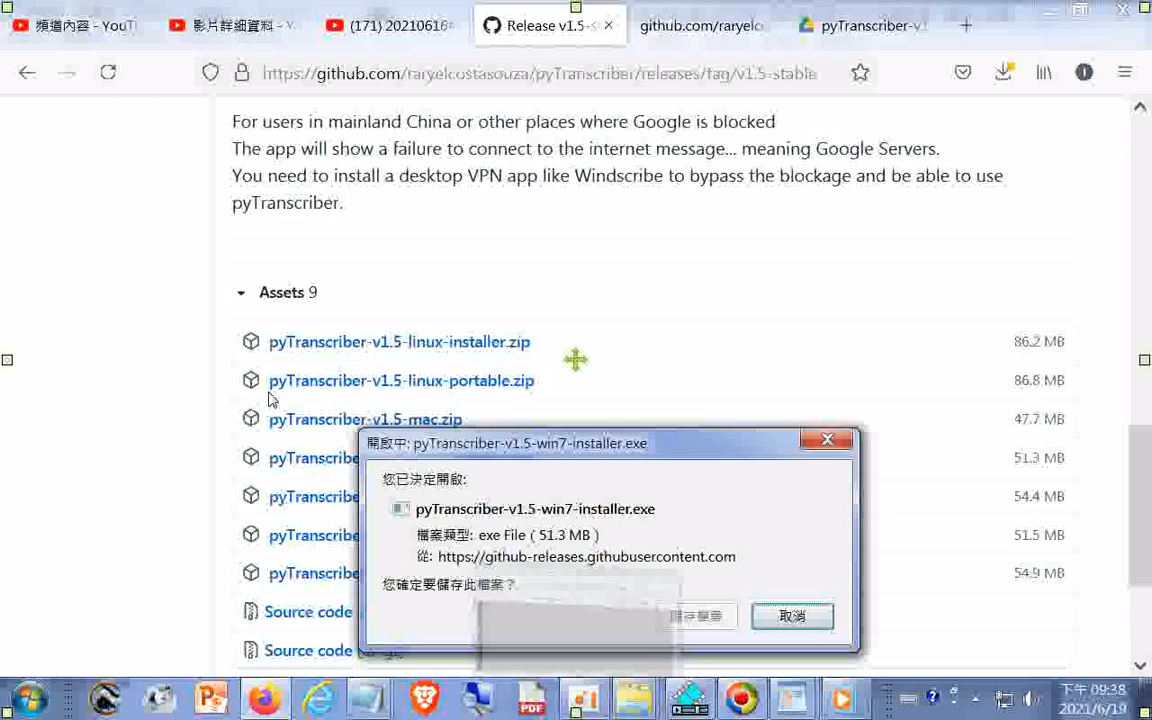 頻道內容 - YouT
影片詳細資料 - Y
(171) 20210616#
Release v1.5-s
github.com/raryelc
pyTranscriber-v1
https://github.com/raryelcostasouza/pyTranscriber/releases/tag/v1.5-stable
For users in mainland China or other places where Google is blocked
The app will show a failure to connect to the internet message... meaning Google Servers.
You need to install a desktop VPN app like Windscribe to bypass the blockage and be able to use
pyTranscriber.
Assets 9
pyTranscriber-v1.5-linux-installer.zip 86.2 MB
pyTranscriber-v1.5-linux-portable.zip 86.8 MB
pyTranscriber-v1.5-mac.zip 47.7 MB
pyTranscribe 51.3 MB
pyTranscribe 54.4 MB
pyTranscribe 51.5 MB
pyTranscribe 54.9 MB
Source code
Source code
開啟中: pyTranscriber-v1.5-win7-installer.exe
您已決定開啟:
pyTranscriber-v1.5-win7-installer.exe
檔案類型: exe File ( 51.3 MB )
從: https://github-releases.githubusercontent.com
您確定要儲存此檔案？
儲存檔案 取消
PDF
下午 09:38
2021/6/19